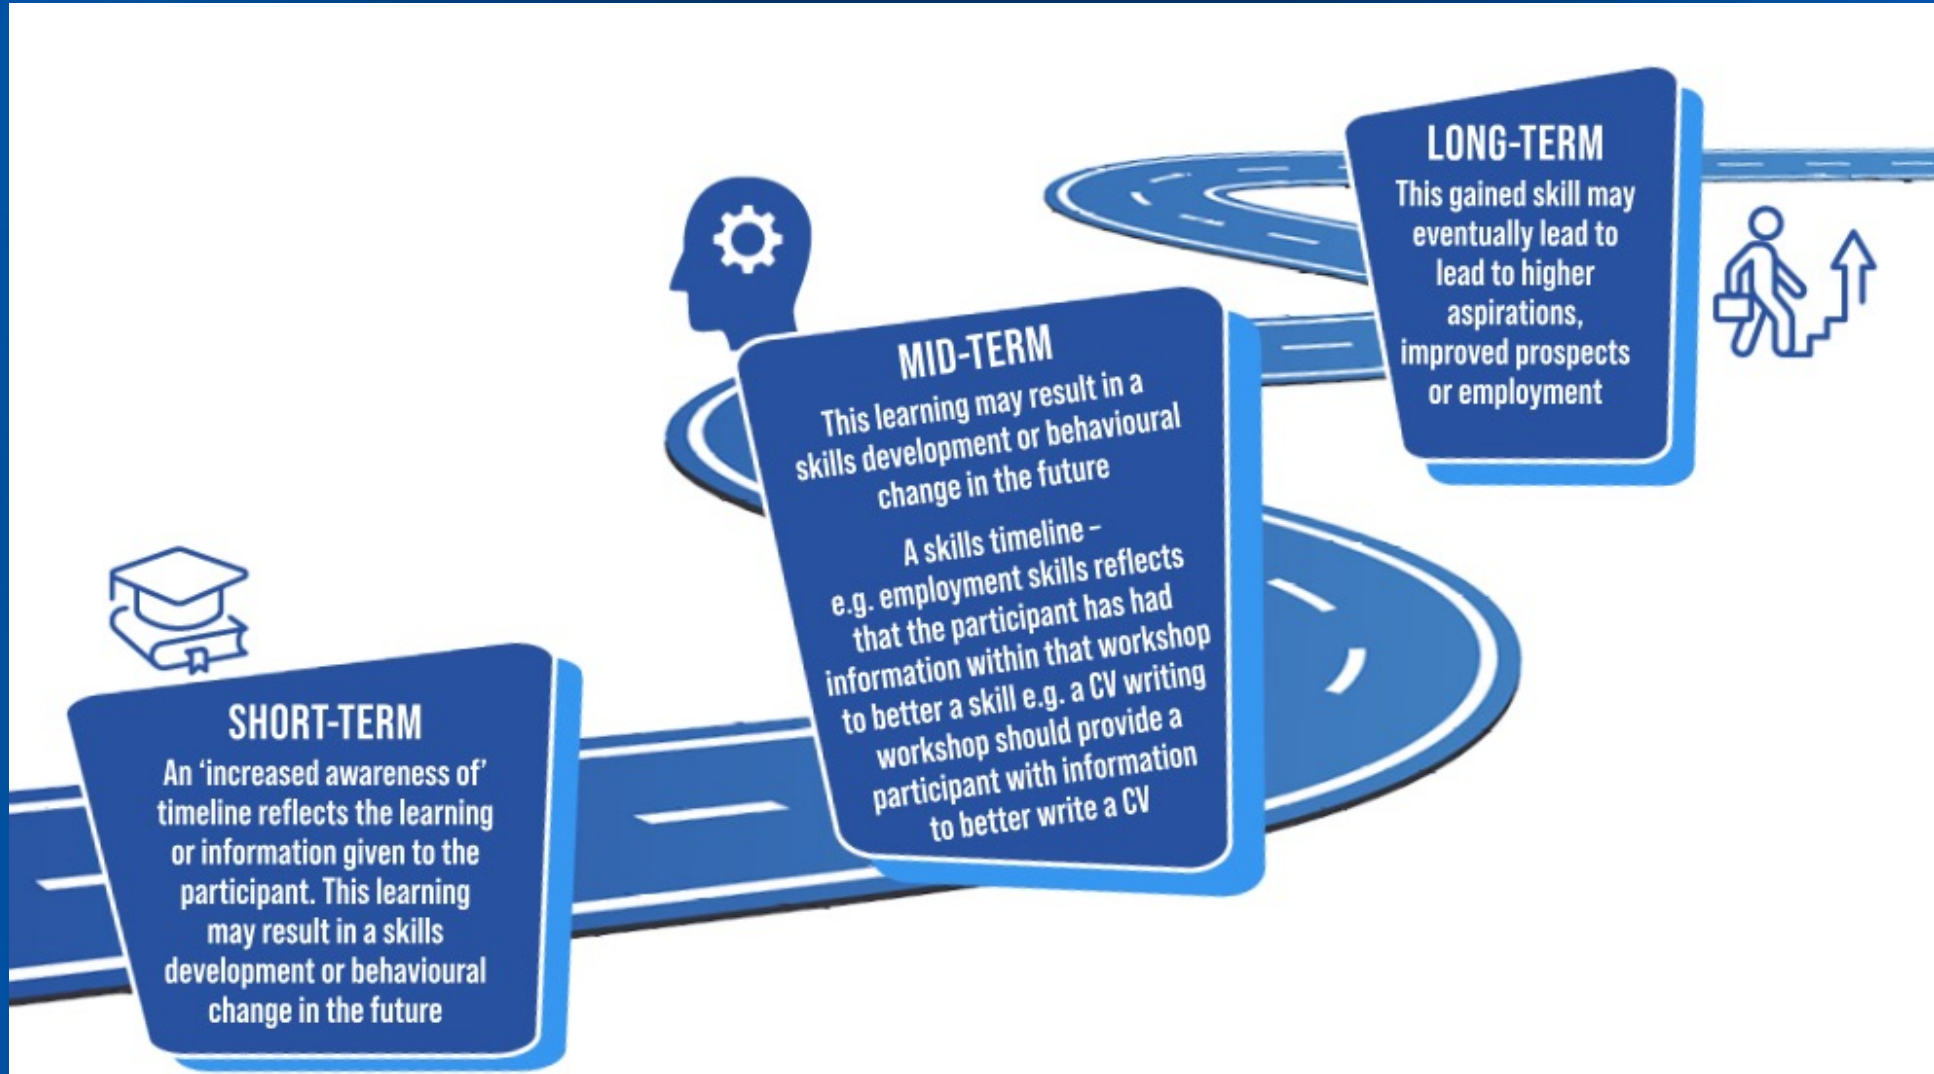 SHORT-TERM
An ‘increased awareness of’
timeline reflects the learning
or information given to the
participant. This learning
may result in a skills
development or behavioural
change in the future
MID-TERM
This learning may result in a
skills development or behavioural
change in the future
A skills timeline –
e.g. employment skills reflects
that the participant has had
information within that workshop
to better a skill e.g. a CV writing
workshop should provide a
participant with information
to better write a CV
LONG-TERM
This gained skill may
eventually lead to
lead to higher
aspirations,
improved prospects
or employment